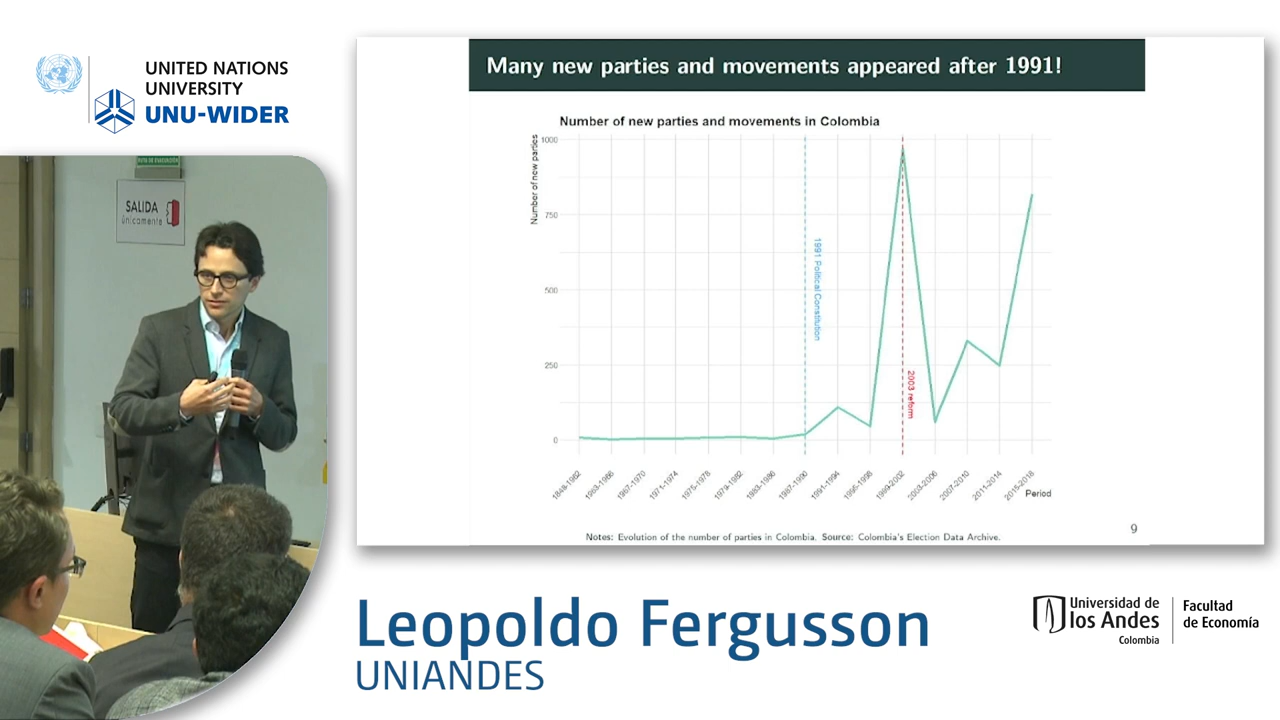 UNITED NATIONS
UNIVERSITY
UNU-WIDER
SALIDA
únicamente
Many new parties and movements appeared after 1991!
Number of new parties and movements in Colombia
Number of new parties
1000
750
500
250
0
1991 Political Constitution
2003 reform
1849-1962
1963-1966
1967-1970
1971-1974
1975-1978
1979-1982
1983-1986
1987-1990
1991-1994
1995-1998
1999-2002
2003-2006
2007-2010
2011-2014
2015-2018
Period
Notes: Evolution of the number of parties in Colombia. Source: Colombia's Election Data Archive.
9
Leopoldo Fergusson
UNIANDES
Universidad de
los Andes
Colombia
Facultad
de Economía